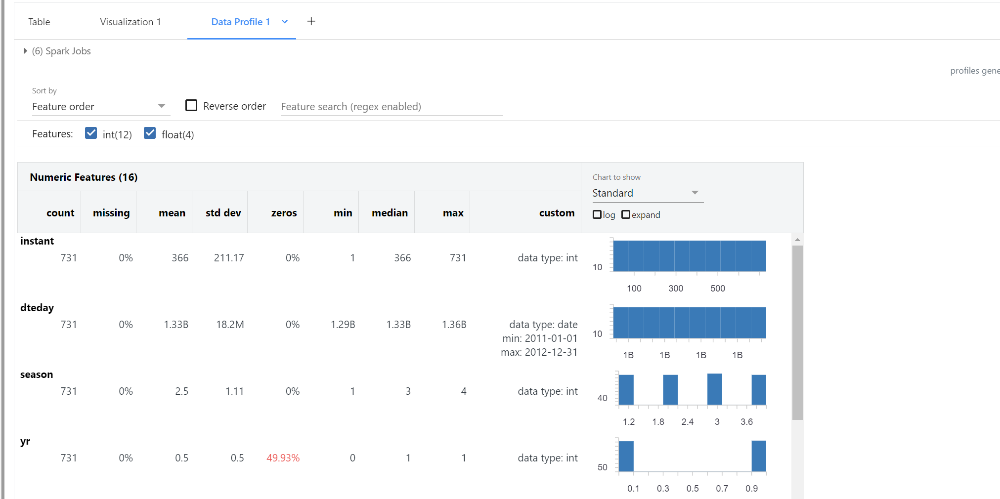 Table Visualization 1 Data Profile 1 +
(6) Spark Jobs
profiles gene
Sort by
Feature order Reverse order Feature search (regex enabled)
Features: int(12) float(4)
Numeric Features (16) Chart to show
Standard
count missing mean std dev zeros min median max custom log expand
instant
731 0% 366 211.17 0% 1 366 731 data type: int 10
100 300 500
dteday
731 0% 1.33B 18.2M 0% 1.29B 1.33B 1.36B data type: date 10
min: 2011-01-01
max: 2012-12-31 1B 1B 1B 1B
season
731 0% 2.5 1.11 0% 1 3 4 data type: int 40
1.2 1.8 2.4 3 3.6
yr
731 0% 0.5 0.5 49.93% 0 1 1 data type: int 50
0.1 0.3 0.5 0.7 0.9